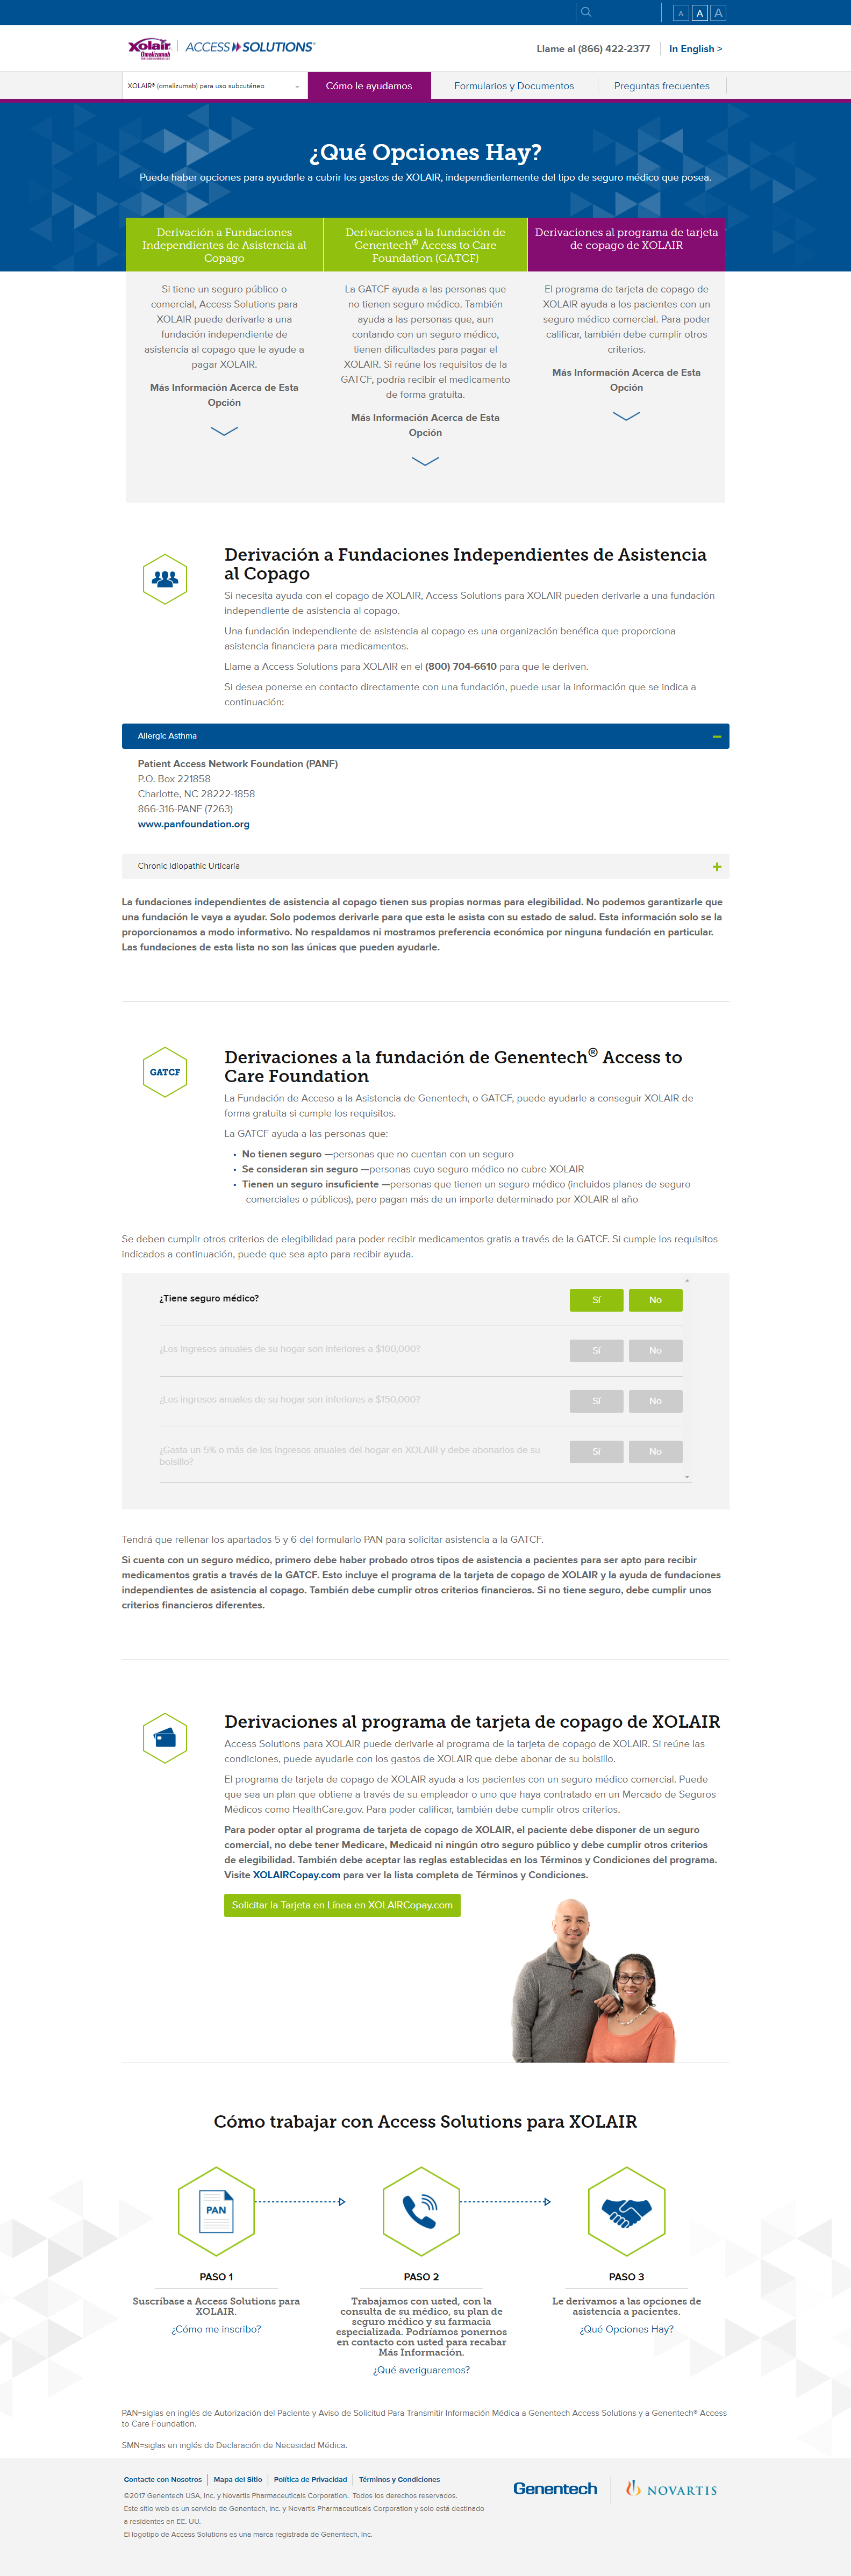 A A A
Xolair
Omalizumab
ACCESS SOLUTIONS®
Llame al (866) 422-2377
In English >
XOLAIR® (omalizumab) para uso subcutáneo
Cómo le ayudamos
Formularios y Documentos
Preguntas frecuentes
¿Qué Opciones Hay?
Puede haber opciones para ayudarle a cubrir los gastos de XOLAIR, independientemente del tipo de seguro médico que posea.
Derivación a Fundaciones
Independientes de Asistencia al
Copago
Si tiene un seguro público o
comercial, Access Solutions para
XOLAIR puede derivarle a una
fundación independiente de
asistencia al copago que le ayude a
pagar XOLAIR.
Más Información Acerca de Esta
Opción
Derivaciones a la fundación de
Genentech® Access to Care
Foundation (GATCF)
La GATCF ayuda a las personas que
no tienen seguro médico. También
ayuda a las personas que, aun
contando con un seguro médico,
tienen dificultades para pagar el
XOLAIR. Si reúne los requisitos de la
GATCF, podría recibir el medicamento
de forma gratuita.
Más Información Acerca de Esta
Opción
Derivaciones al programa de tarjeta
de copago de XOLAIR
El programa de tarjeta de copago de
XOLAIR ayuda a los pacientes con un
seguro médico comercial. Para poder
calificar, también debe cumplir otros
criterios.
Más Información Acerca de Esta
Opción
Derivación a Fundaciones Independientes de Asistencia
al Copago
Si necesita ayuda con el copago de XOLAIR, Access Solutions para XOLAIR pueden derivarle a una fundación
independiente de asistencia al copago.
Una fundación independiente de asistencia al copago es una organización benéfica que proporciona
asistencia financiera para medicamentos.
Llame a Access Solutions para XOLAIR en el (800) 704-6610 para que le deriven.
Si desea ponerse en contacto directamente con una fundación, puede usar la información que se indica a
continuación:
Allergic Asthma
Patient Access Network Foundation (PANF)
P.O. Box 221858
Charlotte, NC 28222-1858
866-316-PANF (7263)
www.panfoundation.org
Chronic Idiopathic Urticaria
La fundaciones independientes de asistencia al copago tienen sus propias normas para elegibilidad. No podemos garantizarle que
una fundación le vaya a ayudar. Solo podemos derivarle para que esta le asista con su estado de salud. Esta información solo se la
proporcionamos a modo informativo. No respaldamos ni mostramos preferencia económica por ninguna fundación en particular.
Las fundaciones de esta lista no son las únicas que pueden ayudarle.
GATCF
Derivaciones a la fundación de Genentech® Access to
Care Foundation
La Fundación de Acceso a la Asistencia de Genentech, o GATCF, puede ayudarle a conseguir XOLAIR de
forma gratuita si cumple los requisitos.
La GATCF ayuda a las personas que:
• No tienen seguro —personas que no cuentan con un seguro
• Se consideran sin seguro —personas cuyo seguro médico no cubre XOLAIR
• Tienen un seguro insuficiente —personas que tienen un seguro médico (incluidos planes de seguro
comerciales o públicos), pero pagan más de un importe determinado por XOLAIR al año
Se deben cumplir otros criterios de elegibilidad para poder recibir medicamentos gratis a través de la GATCF. Si cumple los requisitos
indicados a continuación, puede que sea apto para recibir ayuda.
¿Tiene seguro médico? Sí No
¿Los ingresos anuales de su hogar son inferiores a $100,000? Sí No
¿Los ingresos anuales de su hogar son inferiores a $150,000? Sí No
¿Gasta un 5% o más de los ingresos anuales del hogar en XOLAIR y debe abonarlos de su Sí No
bolsillo?
Tendrá que rellenar los apartados 5 y 6 del formulario PAN para solicitar asistencia a la GATCF.
Si cuenta con un seguro médico, primero debe haber probado otros tipos de asistencia a pacientes para ser apto para recibir
medicamentos gratis a través de la GATCF. Esto incluye el programa de la tarjeta de copago de XOLAIR y la ayuda de fundaciones
independientes de asistencia al copago. También debe cumplir otros criterios financieros. Si no tiene seguro, debe cumplir unos
criterios financieros diferentes.
Derivaciones al programa de tarjeta de copago de XOLAIR
Access Solutions para XOLAIR puede derivarle al programa de la tarjeta de copago de XOLAIR. Si reúne las
condiciones, puede ayudarle con los gastos de XOLAIR que debe abonar de su bolsillo.
El programa de tarjeta de copago de XOLAIR ayuda a los pacientes con un seguro médico comercial. Puede
que sea un plan que obtiene a través de su empleador o uno que haya contratado en un Mercado de Seguros
Médicos como HealthCare.gov. Para poder calificar, también debe cumplir otros criterios.
Para poder optar al programa de tarjeta de copago de XOLAIR, el paciente debe disponer de un seguro
comercial, no debe tener Medicare, Medicaid ni ningún otro seguro público y debe cumplir otros criterios
de elegibilidad. También debe aceptar las reglas establecidas en los Términos y Condiciones del programa.
Visite XOLAIRCopay.com para ver la lista completa de Términos y Condiciones.
Solicitar la Tarjeta en Línea en XOLAIRCopay.com
Cómo trabajar con Access Solutions para XOLAIR
PAN
PASO 1
Suscríbase a Access Solutions para
XOLAIR.
¿Cómo me inscribo?
PASO 2
Trabajamos con usted, con la
consulta de su médico, su plan de
seguro médico y su farmacia
especializada. Podríamos ponernos
en contacto con usted para recabar
Más Información.
¿Qué averiguaremos?
PASO 3
Le derivamos a las opciones de
asistencia a pacientes.
¿Qué Opciones Hay?
PAN=siglas en inglés de Autorización del Paciente y Aviso de Solicitud Para Transmitir Información Médica a Genentech Access Solutions y a Genentech® Access
to Care Foundation.
SMN=siglas en inglés de Declaración de Necesidad Médica.
Contacte con Nosotros
Mapa del Sitio
Política de Privacidad
Términos y Condiciones
©2017 Genentech USA, Inc. y Novartis Pharmaceuticals Corporation. Todos los derechos reservados.
Este sitio web es un servicio de Genentech, Inc. y Novartis Pharmaceuticals Corporation y solo está destinado
a residentes en EE. UU.
El logotipo de Access Solutions es una marca registrada de Genentech, Inc.
Genentech
NOVARTIS